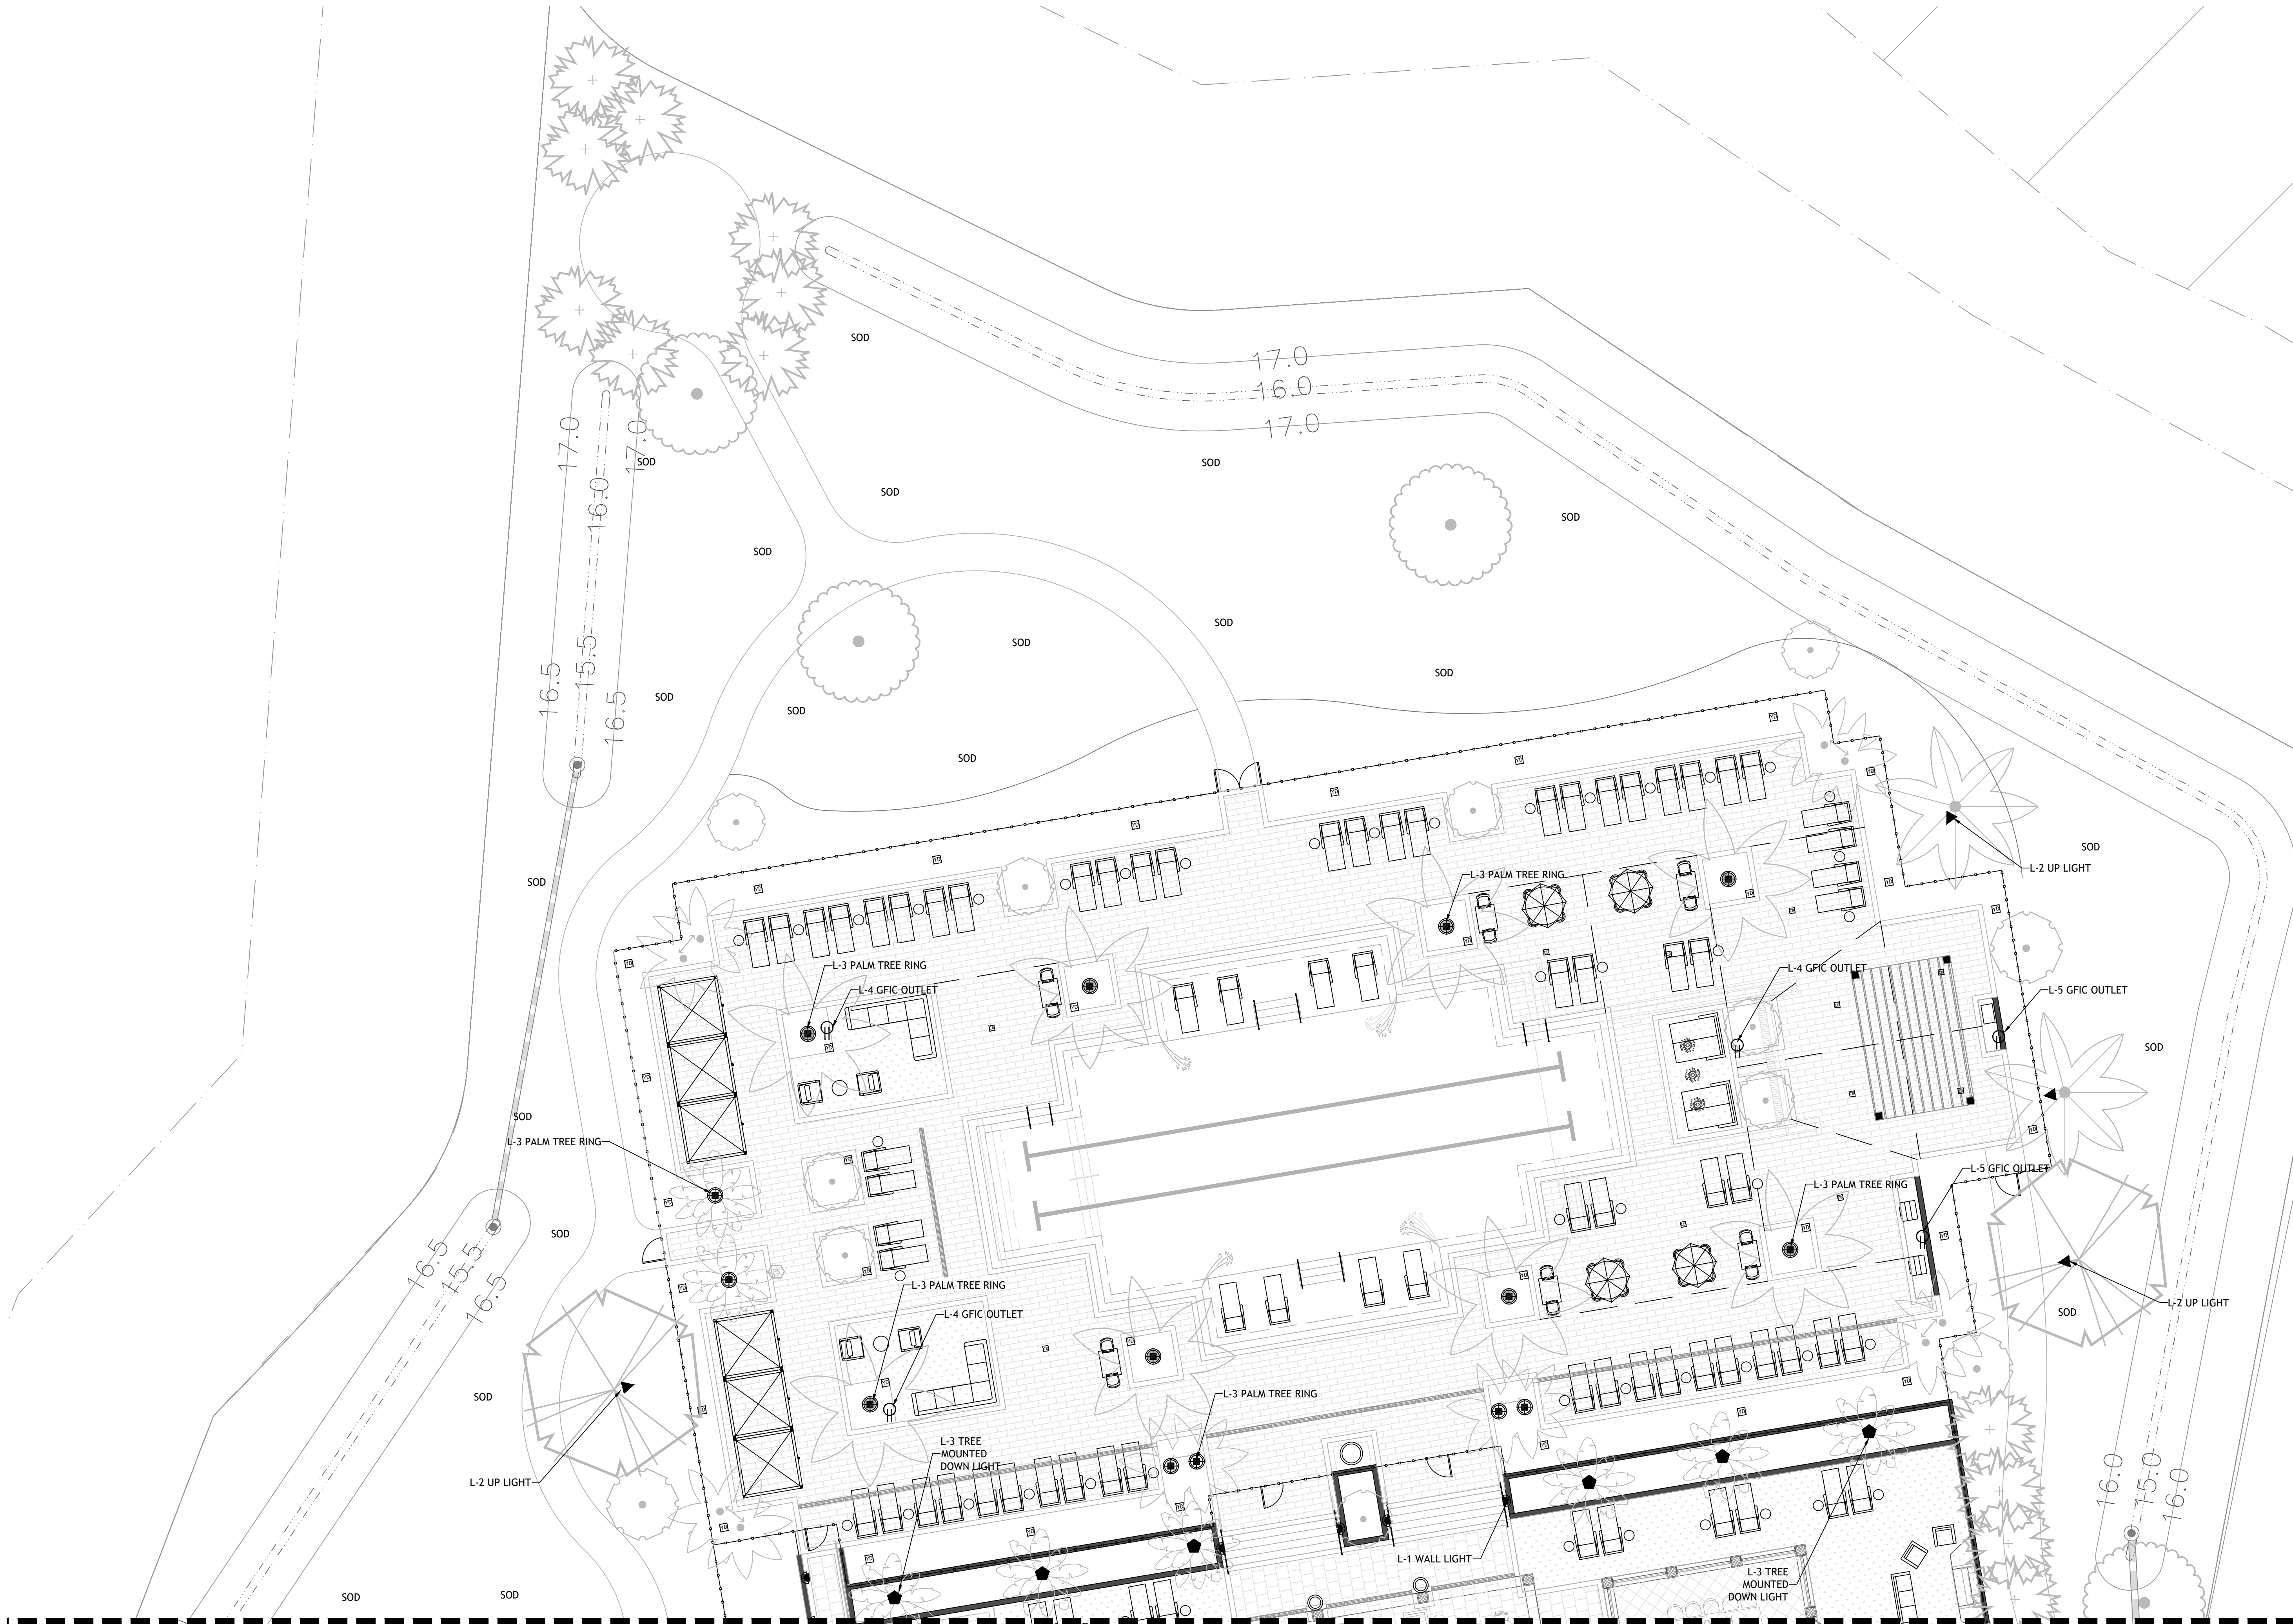 SOD
17.0
16.0
17.0
17.0
17.0
SOD
SOD
SOD
16.0
SOD
SOD
SOD
SOD
SOD
15.5
16.5
16.5
SOD
SOD
SOD
SOD
SOD
L-2 UP LIGHT
L-3 PALM TREE RING
SOD
L-3 PALM TREE RING
L-4 GFIC OUTLET
L-4 GFIC OUTLET
L-5 GFIC OUTLET
SOD
SOD
L-3 PALM TREE RING
L-5 GFIC OUTLET
L-3 PALM TREE RING
SOD
16.5
15.5
16.5
L-3 PALM TREE RING
L-4 GFIC OUTLET
L-2 UP LIGHT
SOD
SOD
L-3 PALM TREE RING
L-3 TREE
MOUNTED
DOWN LIGHT
L-2 UP LIGHT
16.0
15.0
16.0
L-1 WALL LIGHT
L-3 TREE
MOUNTED
DOWN LIGHT
SOD
SOD